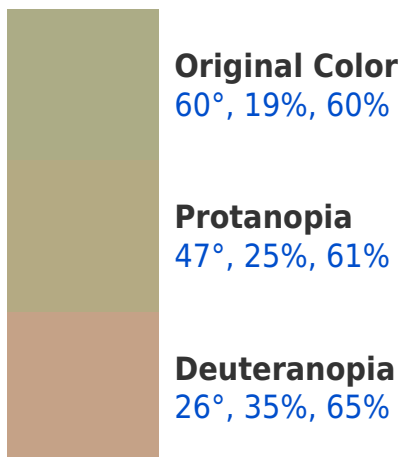 Original Color
60°, 19%, 60%
Protanopia
47°, 25%, 61%
Deuteranopia
26°, 35%, 65%